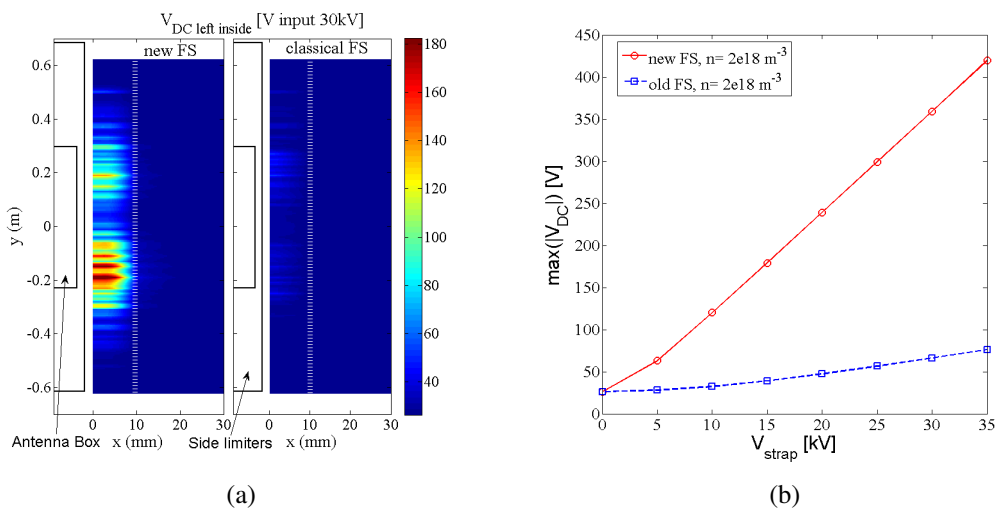 V_DC left inside [V input 30kV]
new FS
classical FS
0.6
0.4
0.2
0
-0.2
-0.4
-0.6
y (m)
0
10
20
30
0
10
20
30
Antenna Box
x (mm)
Side limiters
x (mm)
180
160
140
120
100
80
60
40
(a)
450
400
350
300
250
200
150
100
50
0
max(|V_DC|) [V]
new FS, n= 2e18 m^-3
old FS, n= 2e18 m^-3
0
5
10
15
20
25
30
35
V_strap [kV]
(b)